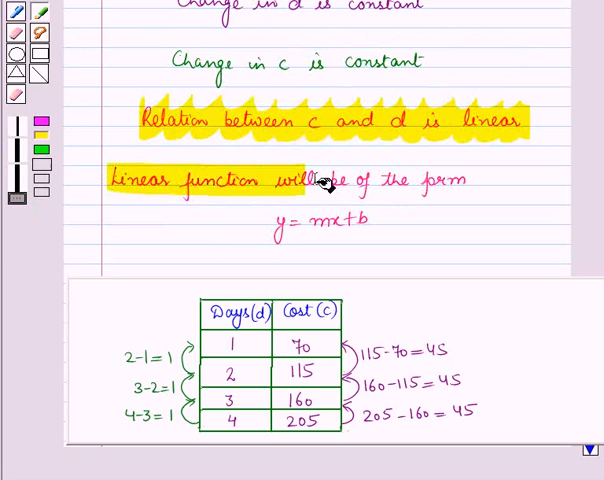 Change in d is constant
Change in c is constant
Relation between c and d is linear
Linear function will be of the form
y = mx+b
Days(d) Cost(c)
1 70
2 115
3 160
4 205
2-1=1
3-2=1
4-3=1
115-70=45
160-115=45
205-160=45